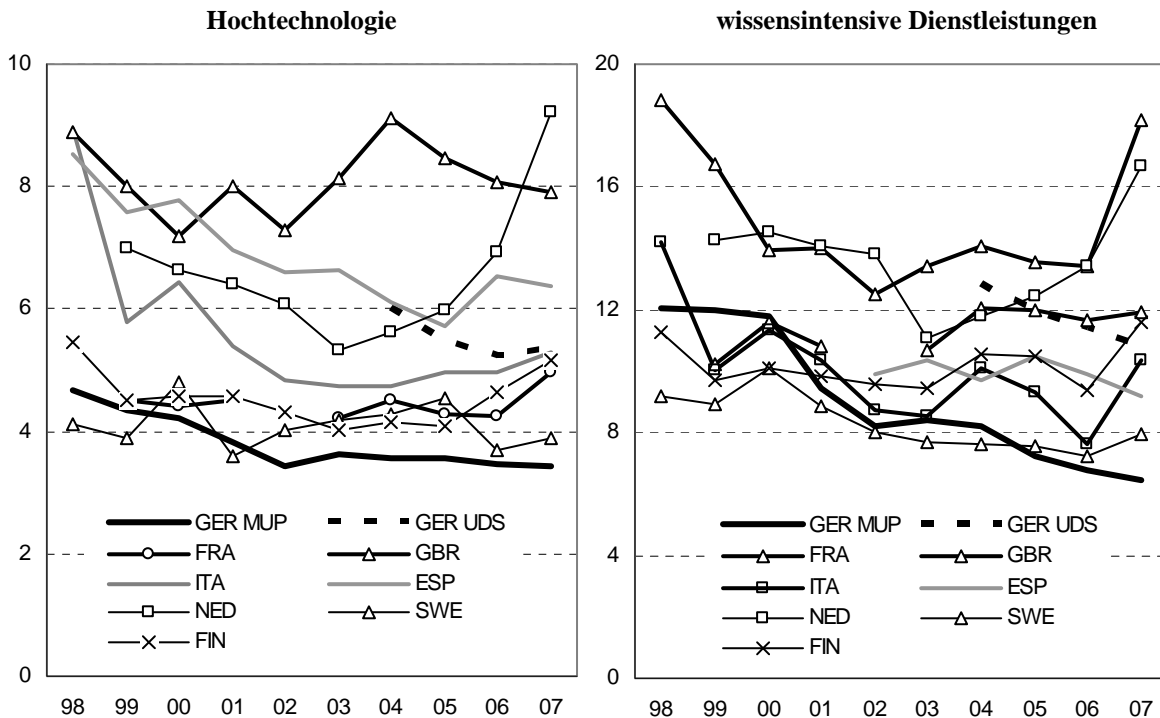 Hochtechnologie
10
8
6
4
2
0
GER MUP GER UDS
FRA GBR
ITA ESP
NED SWE
FIN
98 99 00 01 02 03 04 05 06 07
wissensintensive Dienstleistungen
20
16
12
8
4
0
GER MUP GER UDS
FRA GBR
ITA ESP
NED SWE
FIN
98 99 00 01 02 03 04 05 06 07